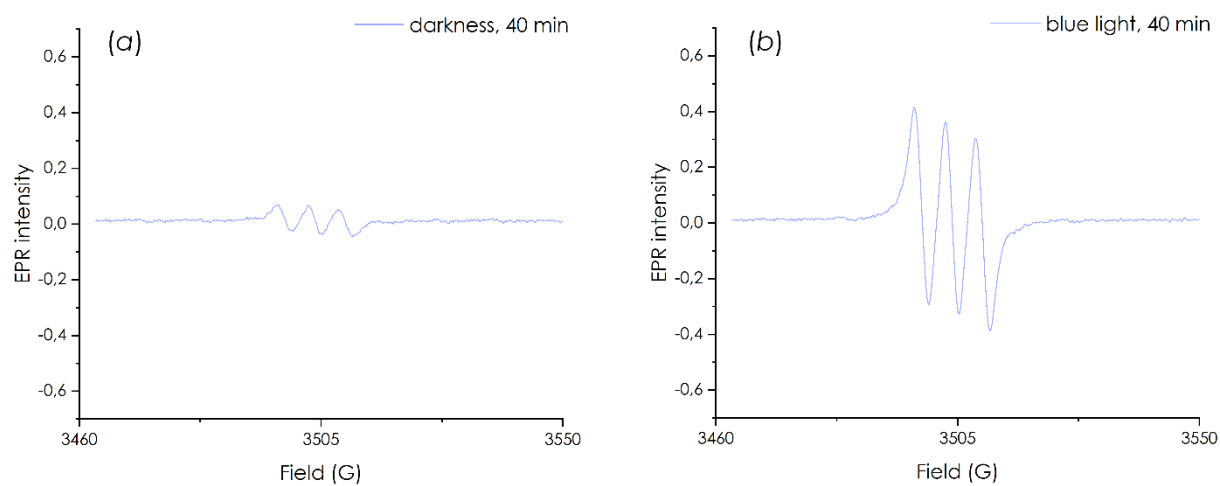 darkness, 40 min
(a)
0,6
0,4
0,2
0,0
-0,2
-0,4
-0,6
EPR intensity
3460
3505
3550
Field (G)
blue light, 40 min
(b)
0,6
0,4
0,2
0,0
-0,2
-0,4
-0,6
EPR intensity
3460
3505
3550
Field (G)